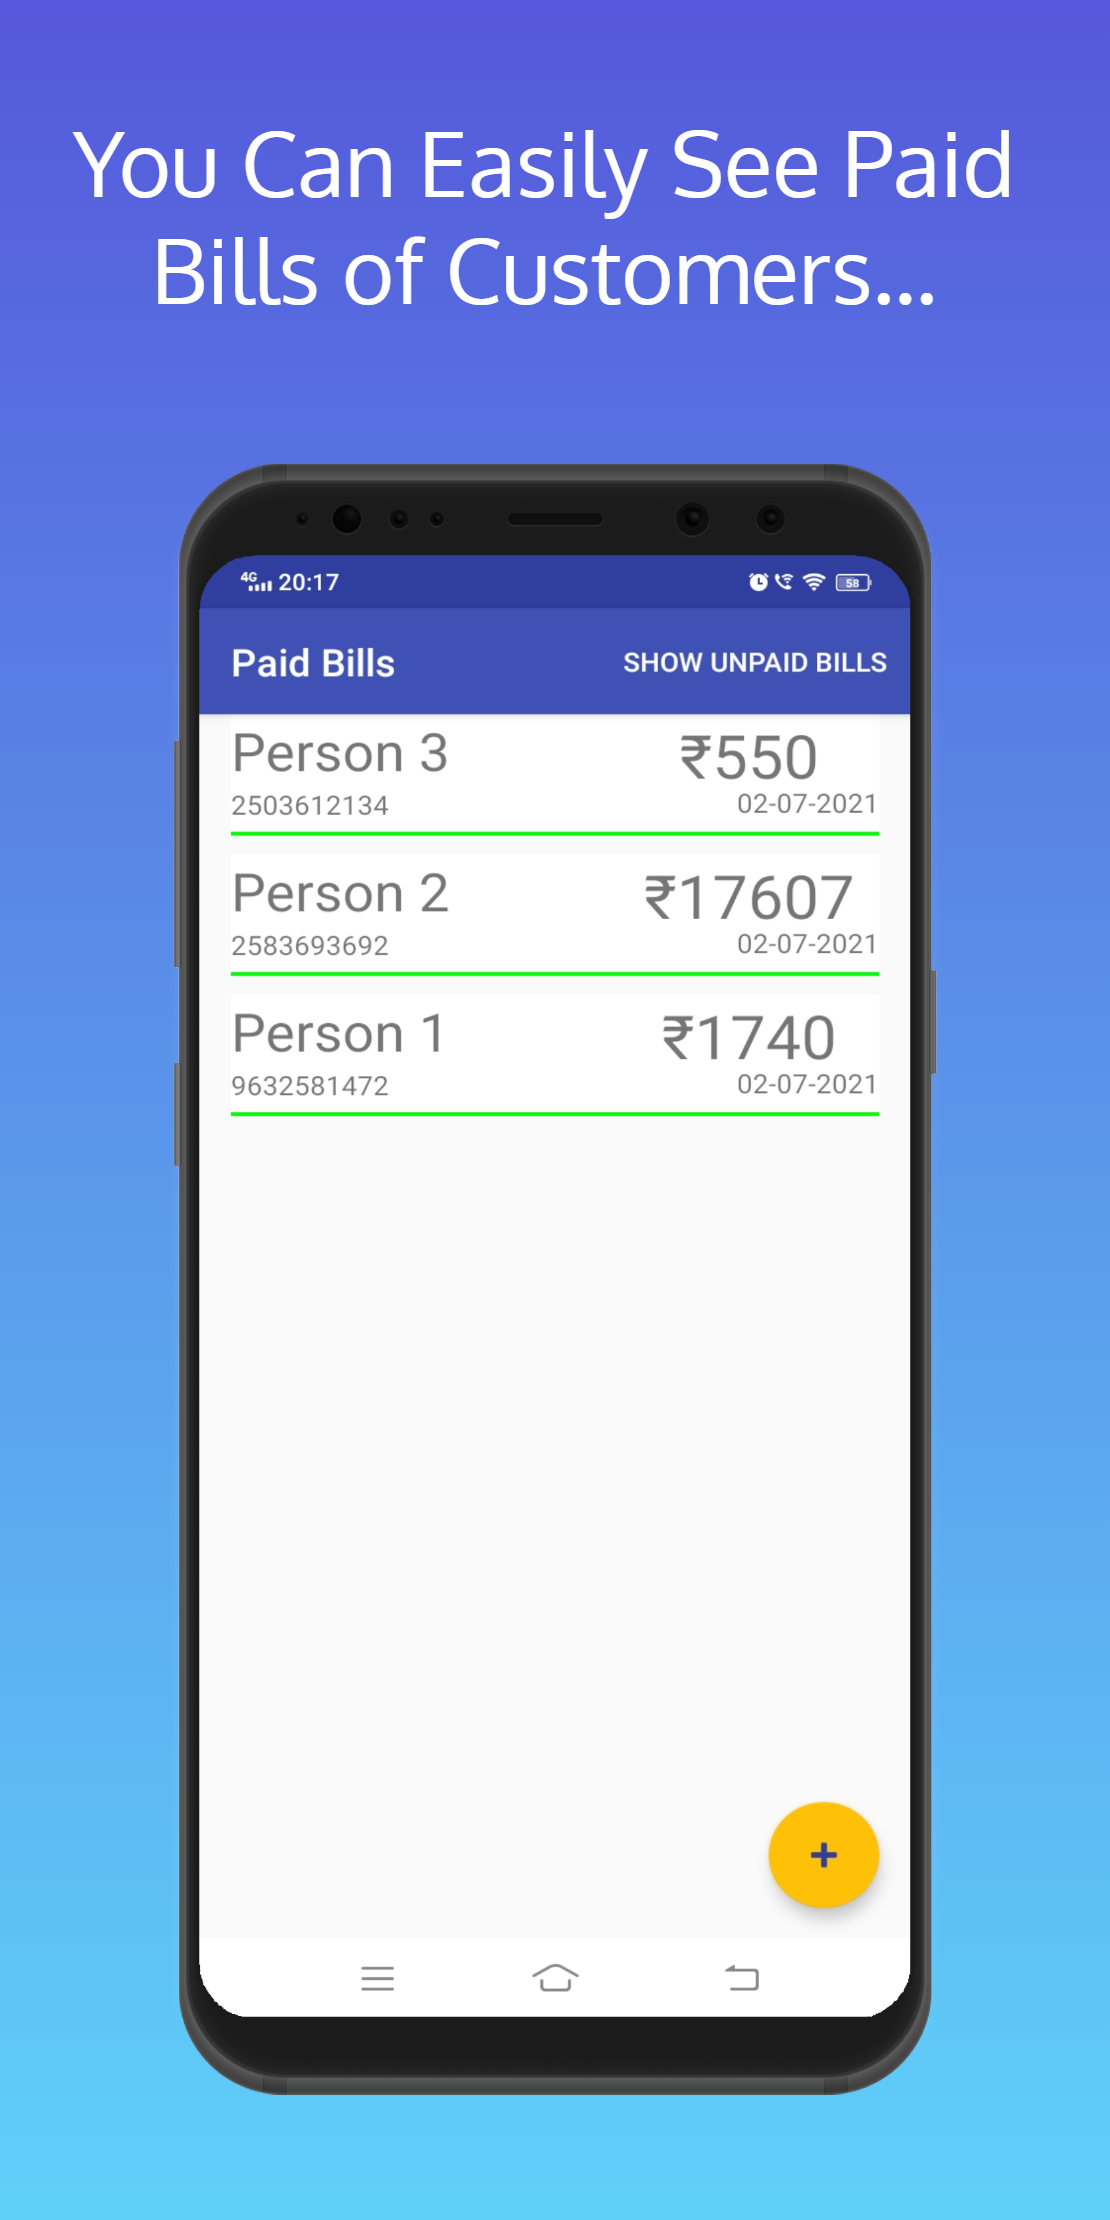 You Can Easily See Paid
Bills of Customers...
4G 20:17 58
Paid Bills SHOW UNPAID BILLS
Person 3 ₹550
2503612134 02-07-2021
Person 2 ₹17607
2583693692 02-07-2021
Person 1 ₹1740
9632581472 02-07-2021
+